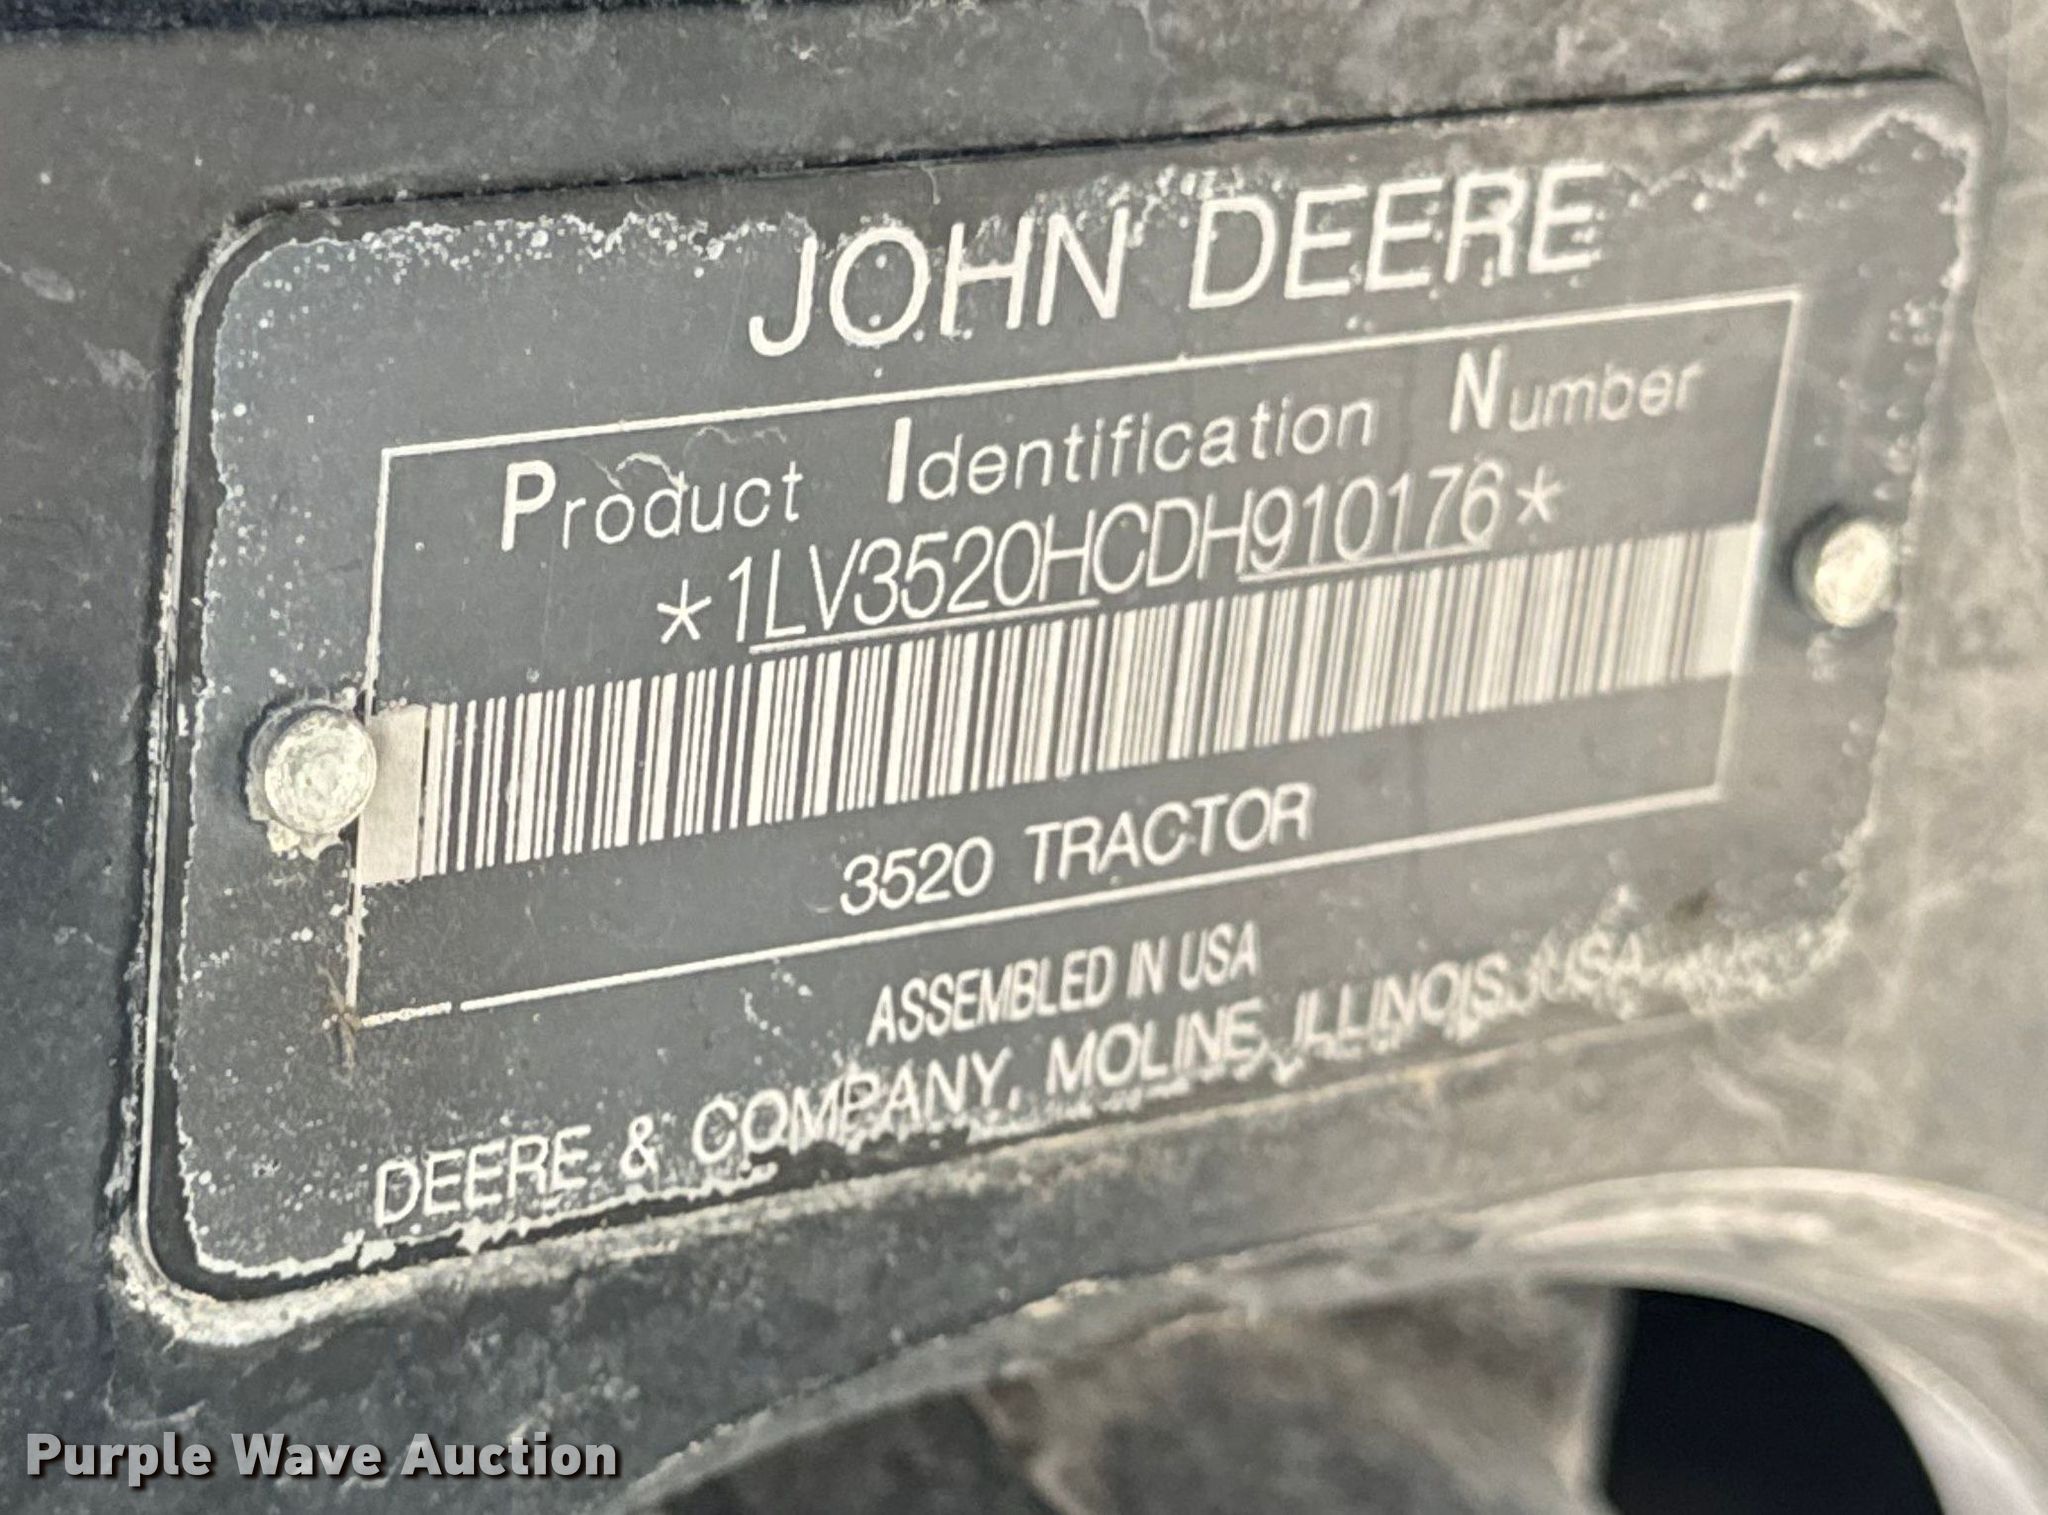 JOHN DEERE
Product Identification Number
*1LV3520HCDH910176*
3520 TRACTOR
ASSEMBLED IN USA
DEERE & COMPANY, MOLINE, ILLINOIS, USA
Purple Wave Auction